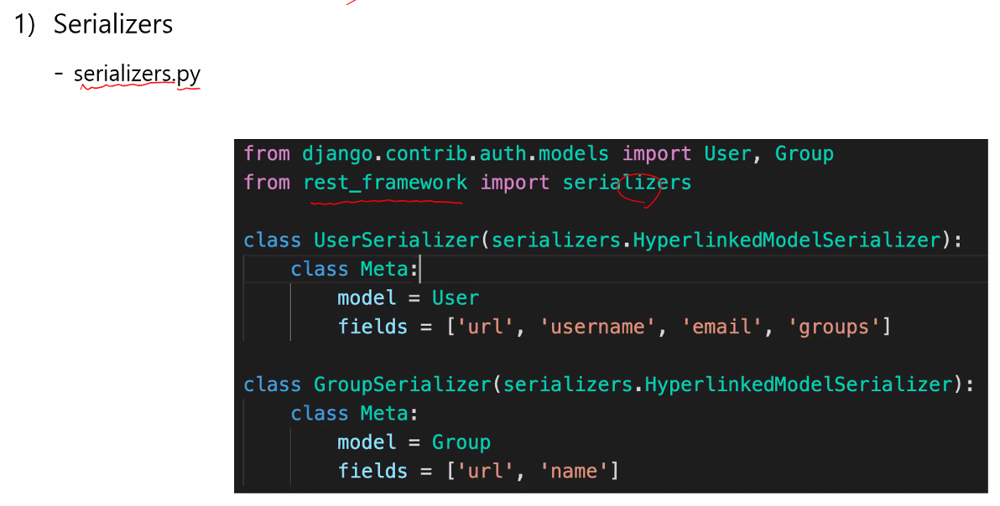 1) Serializers
- serializers.py
from django.contrib.auth.models import User, Group
from rest_framework import serializers
class UserSerializer(serializers.HyperlinkedModelSerializer):
class Meta:
model = User
fields = ['url', 'username', 'email', 'groups']
class GroupSerializer(serializers.HyperlinkedModelSerializer):
class Meta:
model = Group
fields = ['url', 'name']